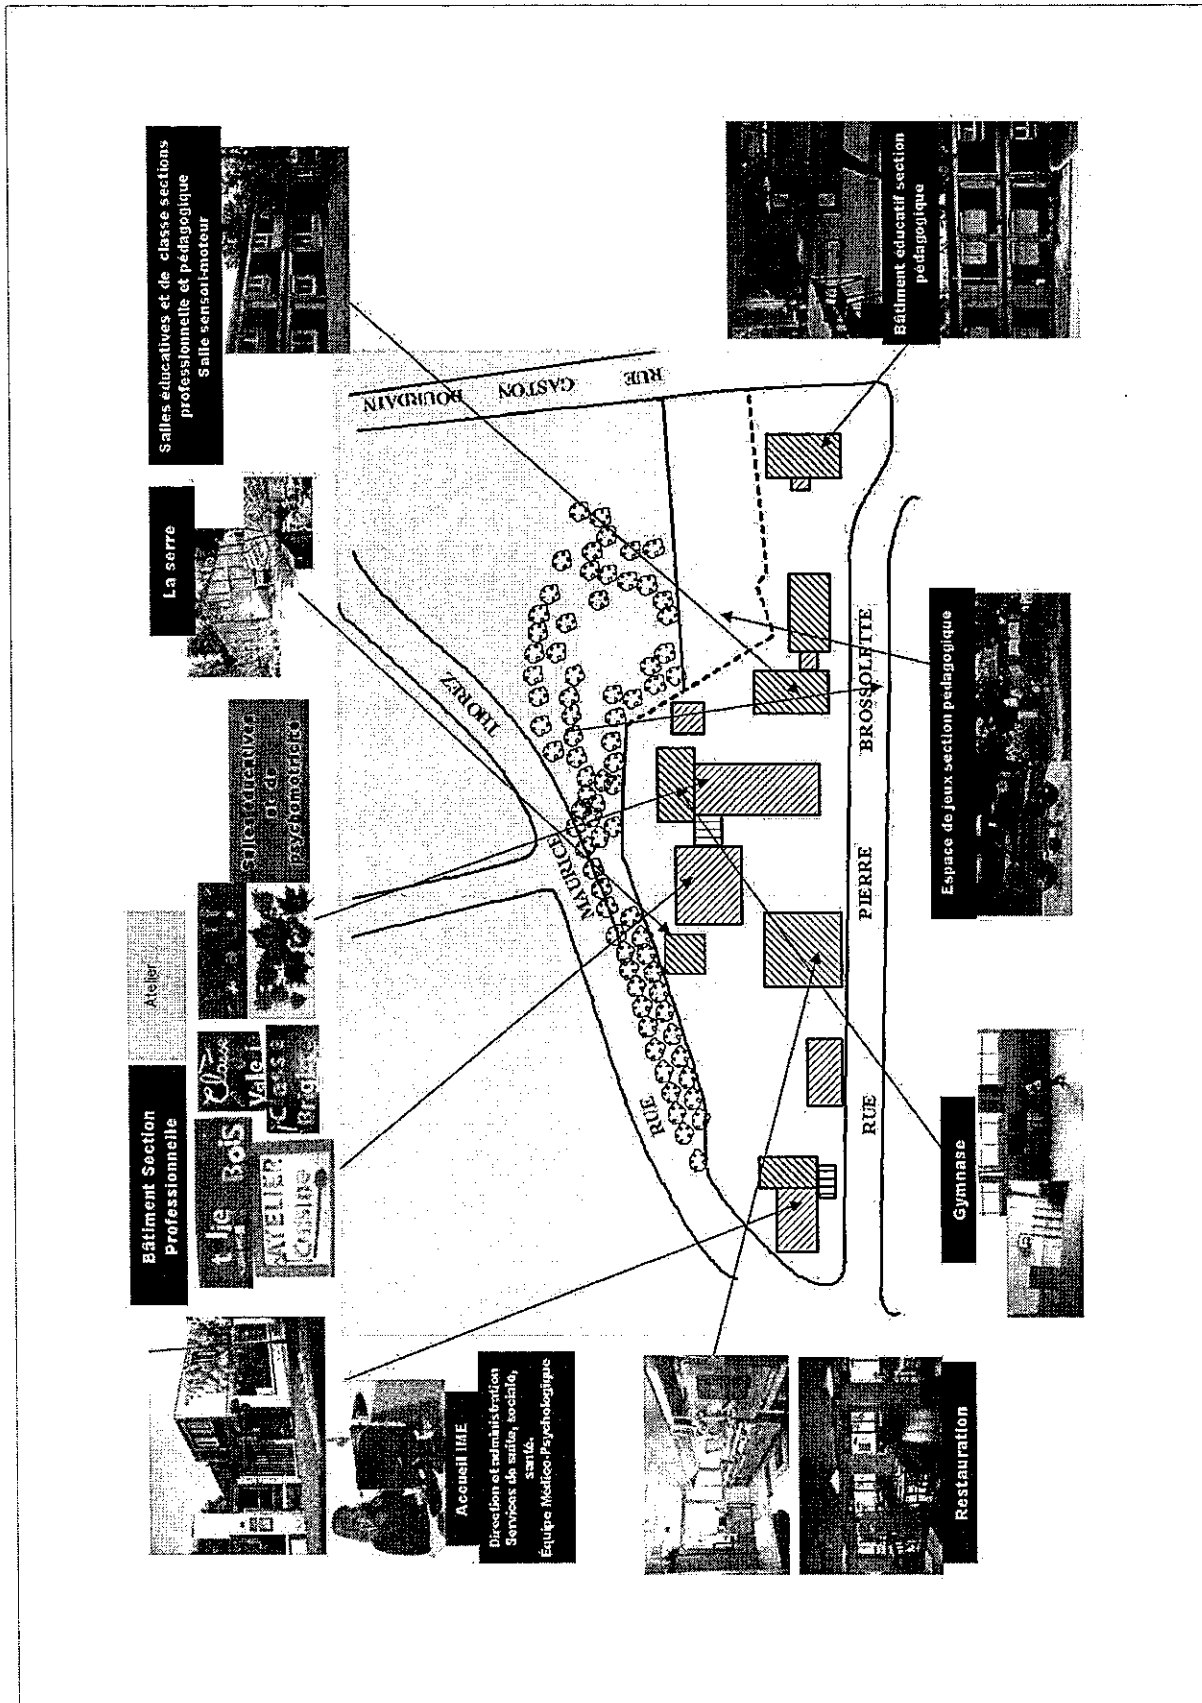 Accueil IME
Direction et administration
Services de suite, sociale,
santé.
Équipe Médico-Psychologique
Bâtiment Section
Professionnelle
Bois
ATELIER
Cuisine
Atelier
Salles éducatives
et de
psychomotricité
La serre
Salles éducatives et de classe sections
professionnelle et pédagogique
Salle sensori-moteur
RUE MAURICE THOREZ
RUE GASTON BOURDAIN
RUE PIERRE BROSSOLETTE
Restauration
Gymnase
Espace de jeux section pédagogique
Bâtiment éducatif section
pédagogique